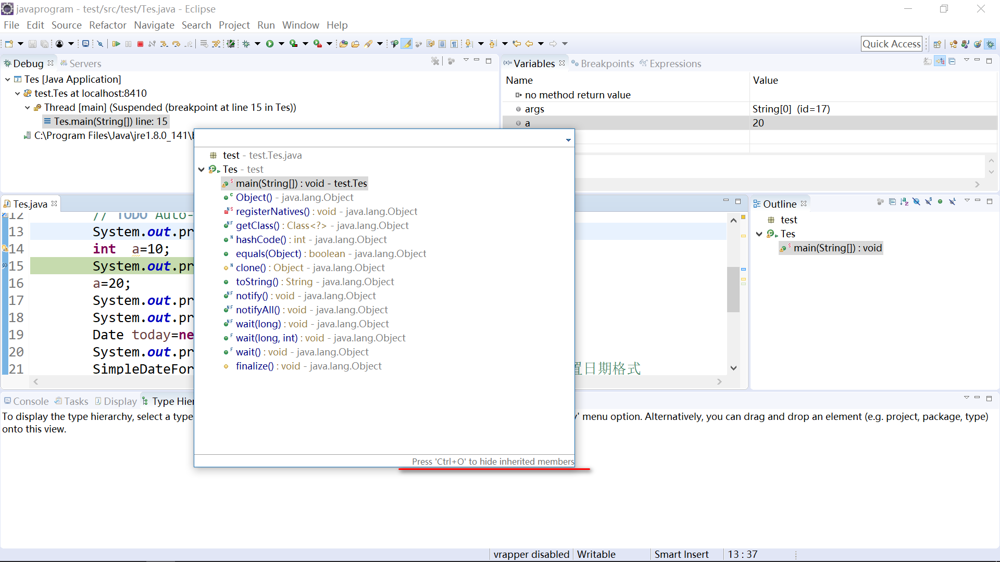 javaprogram - test/src/test/Tes.java - Eclipse
File Edit Source Refactor Navigate Search Project Run Window Help
Quick Access
Debug Servers
Tes [Java Application]
test.Tes at localhost:8410
Thread [main] (Suspended (breakpoint at line 15 in Tes))
Tes.main(String[]) line: 15
C:\Program Files\Java\jre1.8.0_141\
(x)= Variables Breakpoints Expressions
Name Value
no method return value
args String[0] (id=17)
a 20
test - test.Tes.java
Tes - test
main(String[]) : void - test.Tes
Object() - java.lang.Object
registerNatives() : void - java.lang.Object
getClass() : Class<?> - java.lang.Object
hashCode() : int - java.lang.Object
equals(Object) : boolean - java.lang.Object
clone() : Object - java.lang.Object
toString() : String - java.lang.Object
notify() : void - java.lang.Object
notifyAll() : void - java.lang.Object
wait(long) : void - java.lang.Object
wait(long, int) : void - java.lang.Object
wait() : void - java.lang.Object
finalize() : void - java.lang.Object
Press 'Ctrl+O' to hide inherited members
Tes.java
12 // TODO Auto-
13 System.out.pr
14 int a=10;
15 System.out.pr
16 a=20;
17 System.out.pr
18 System.out.pr
19 Date today=ne
20 System.out.pr
21 SimpleDateFor
置日期格式
Outline
test
Tes
main(String[]) : void
Console Tasks Display Type Hier
To display the type hierarchy, select a type
' menu option. Alternatively, you can drag and drop an element (e.g. project, package, type)
onto this view.
vrapper disabled Writable Smart Insert 13 : 37